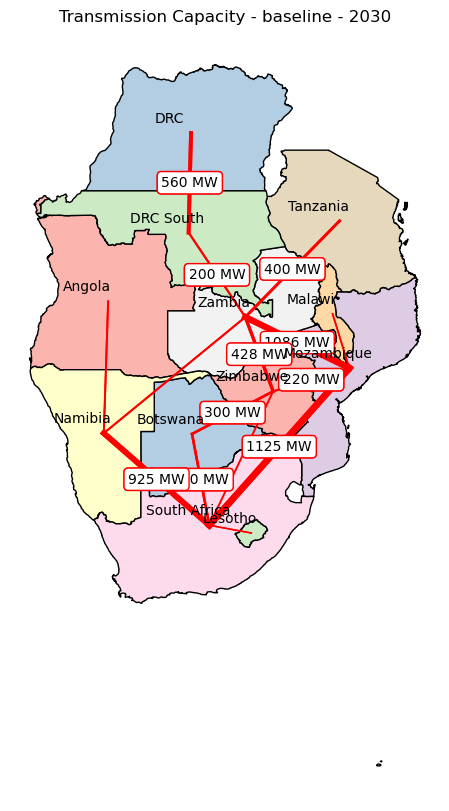 Transmission Capacity - baseline - 2030
DRC
560 MW
Tanzania
DRC South
400 MW
200 MW
Angola
Malawi
Zambia
1086 MW
428 MW
Mozambique
Zimbabwe
220 MW
300 MW
Namibia
Botswana
1125 MW
925 MW
0 MW
South Africa
Lesotho